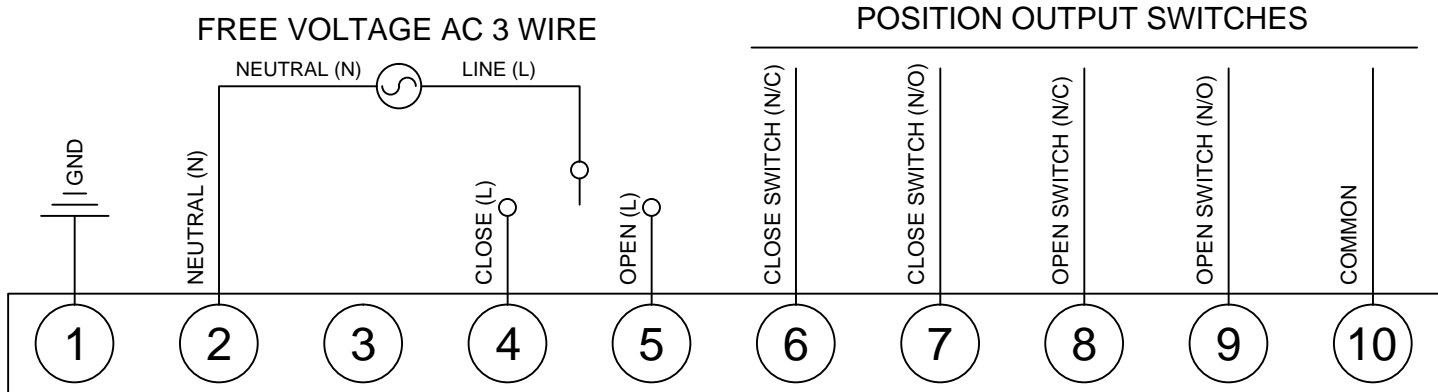 FREE VOLTAGE AC 3 WIRE
POSITION OUTPUT SWITCHES
NEUTRAL (N)
LINE (L)
GND
NEUTRAL (N)
CLOSE (L)
OPEN (L)
CLOSE SWITCH (N/C)
CLOSE SWITCH (N/O)
OPEN SWITCH (N/C)
OPEN SWITCH (N/O)
COMMON
1 2 3 4 5 6 7 8 9 10